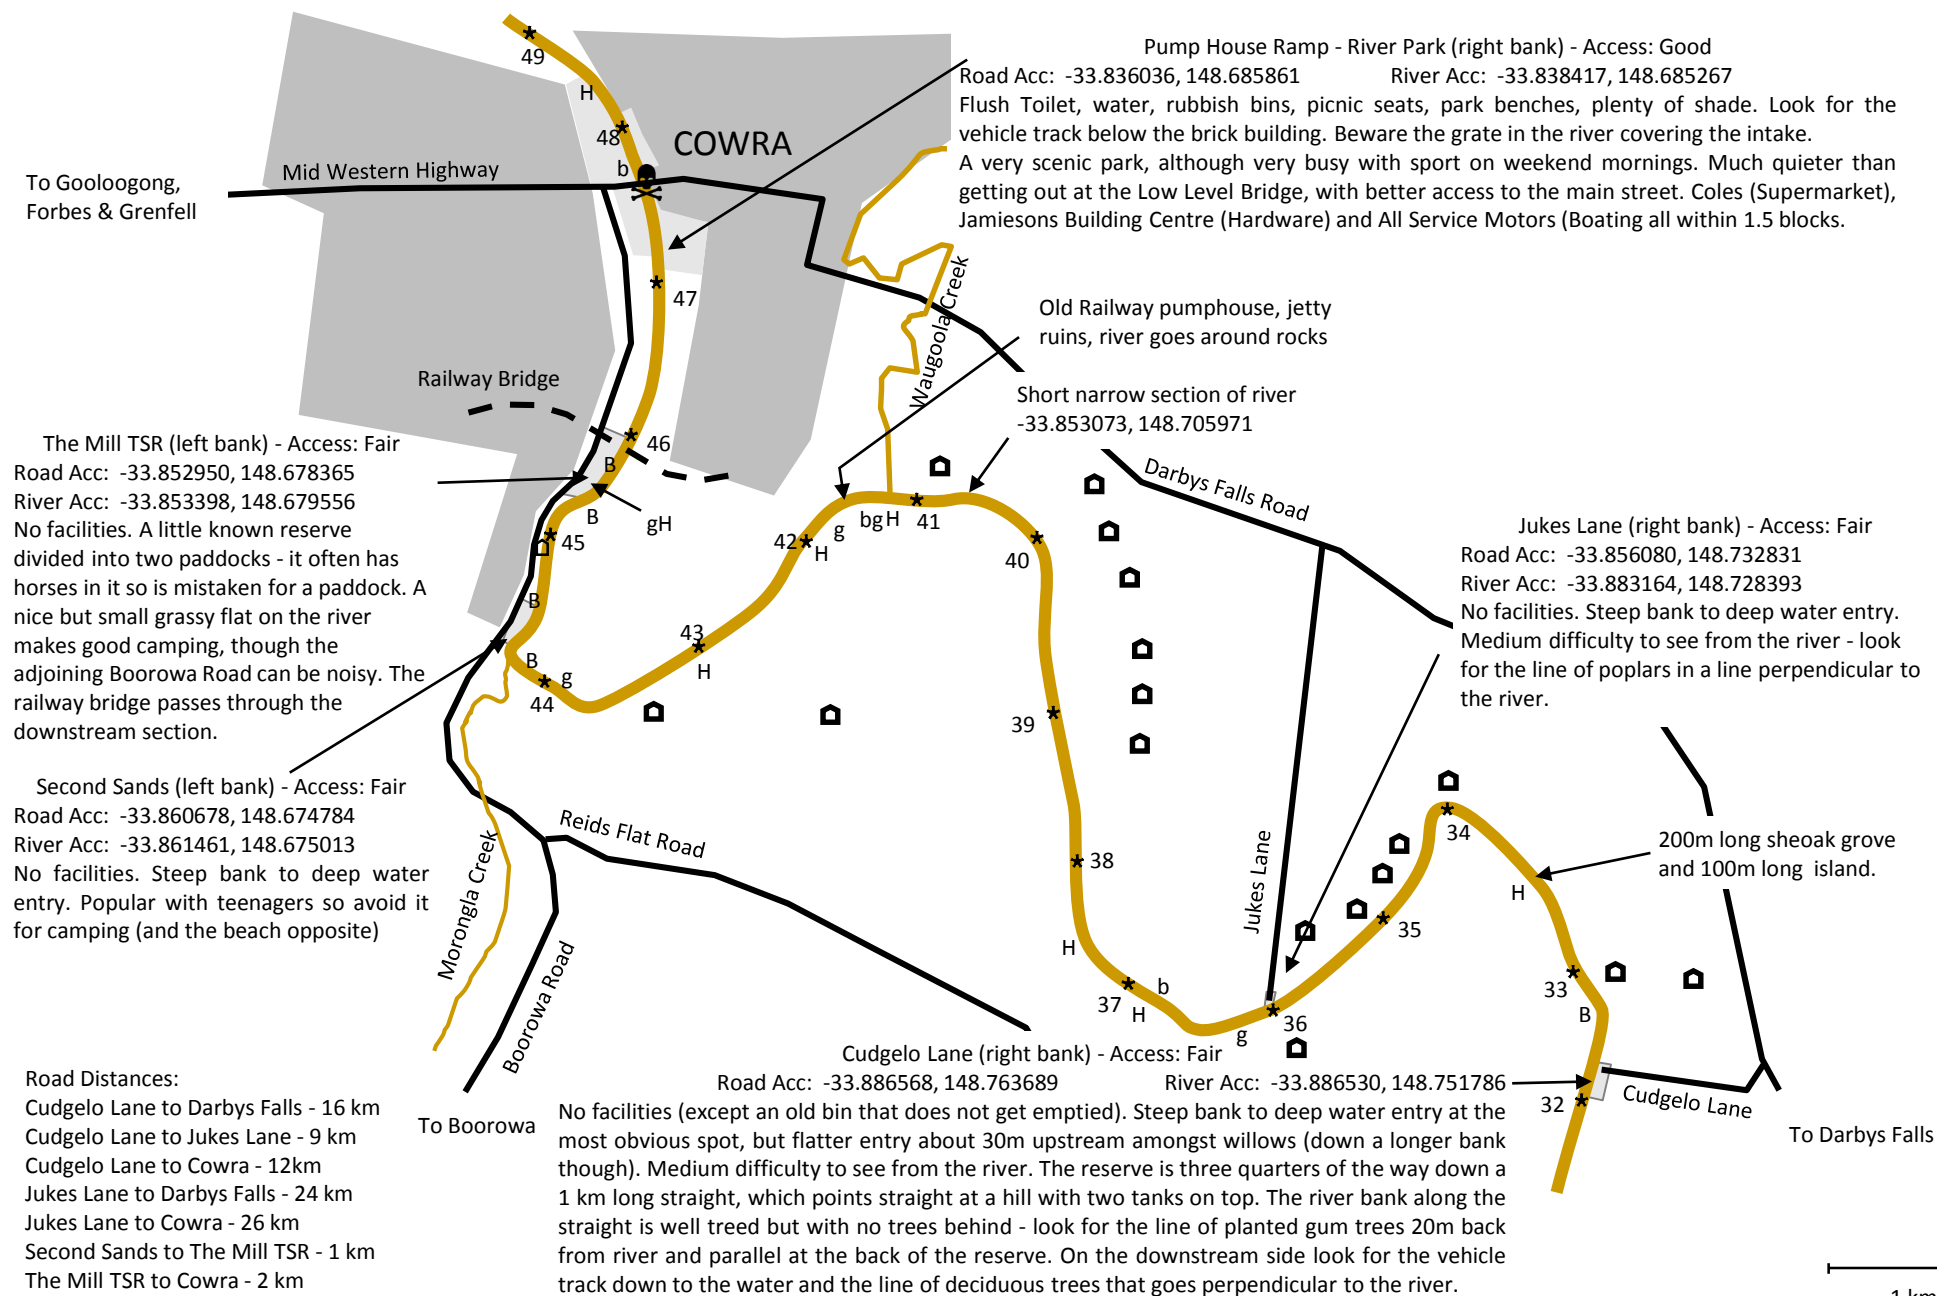 49
H
48
b
COWRA
Mid Western Highway
To Gooloogong,
Forbes & Grenfell
47
Pump House Ramp - River Park (right bank) - Access: Good
Road Acc: -33.836036, 148.685861 River Acc: -33.838417, 148.685267
Flush Toilet, water, rubbish bins, picnic seats, park benches, plenty of shade. Look for the
vehicle track below the brick building. Beware the grate in the river covering the intake.
A very scenic park, although very busy with sport on weekend mornings. Much quieter than
getting out at the Low Level Bridge, with better access to the main street. Coles (Supermarket),
Jamiesons Building Centre (Hardware) and All Service Motors (Boating all within 1.5 blocks.
Waugoola Creek
Old Railway pumphouse, jetty
ruins, river goes around rocks
Short narrow section of river
-33.853073, 148.705971
Railway Bridge
46
B
B
gH
45
B
The Mill TSR (left bank) - Access: Fair
Road Acc: -33.852950, 148.678365
River Acc: -33.853398, 148.679556
No facilities. A little known reserve
divided into two paddocks - it often has
horses in it so is mistaken for a paddock. A
nice but small grassy flat on the river
makes good camping, though the
adjoining Boorowa Road can be noisy. The
railway bridge passes through the
downstream section.
42
H
g
bg H
41
40
43
H
B
g
44
39
38
Darbys Falls Road
Jukes Lane (right bank) - Access: Fair
Road Acc: -33.856080, 148.732831
River Acc: -33.883164, 148.728393
No facilities. Steep bank to deep water entry.
Medium difficulty to see from the river - look
for the line of poplars in a line perpendicular to
the river.
Second Sands (left bank) - Access: Fair
Road Acc: -33.860678, 148.674784
River Acc: -33.861461, 148.675013
No facilities. Steep bank to deep water
entry. Popular with teenagers so avoid it
for camping (and the beach opposite)
Morongla Creek
Reids Flat Road
Boorowa Road
To Boorowa
Jukes Lane
34
35
200m long sheoak grove
and 100m long island.
H
33
B
H
37
H
b
g
36
32
Cudgelo Lane
To Darbys Falls
Cudgelo Lane (right bank) - Access: Fair
Road Acc: -33.886568, 148.763689 River Acc: -33.886530, 148.751786
No facilities (except an old bin that does not get emptied). Steep bank to deep water entry at the
most obvious spot, but flatter entry about 30m upstream amongst willows (down a longer bank
though). Medium difficulty to see from the river. The reserve is three quarters of the way down a
1 km long straight, which points straight at a hill with two tanks on top. The river bank along the
straight is well treed but with no trees behind - look for the line of planted gum trees 20m back
from river and parallel at the back of the reserve. On the downstream side look for the vehicle
track down to the water and the line of deciduous trees that goes perpendicular to the river.
Road Distances:
Cudgelo Lane to Darbys Falls - 16 km
Cudgelo Lane to Jukes Lane - 9 km
Cudgelo Lane to Cowra - 12km
Jukes Lane to Darbys Falls - 24 km
Jukes Lane to Cowra - 26 km
Second Sands to The Mill TSR - 1 km
The Mill TSR to Cowra - 2 km
1 km